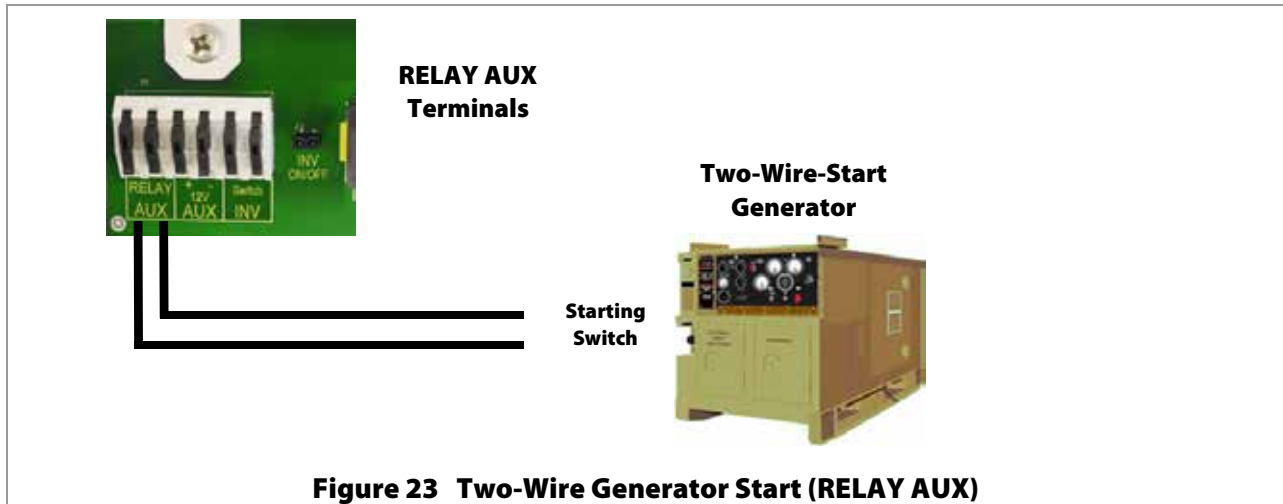 RELAY AUX
Terminals
INV
ON/OFF
RELAY + 12V - Switch
AUX AUX INV
Two-Wire-Start
Generator
Starting
Switch
Figure 23 Two-Wire Generator Start (RELAY AUX)